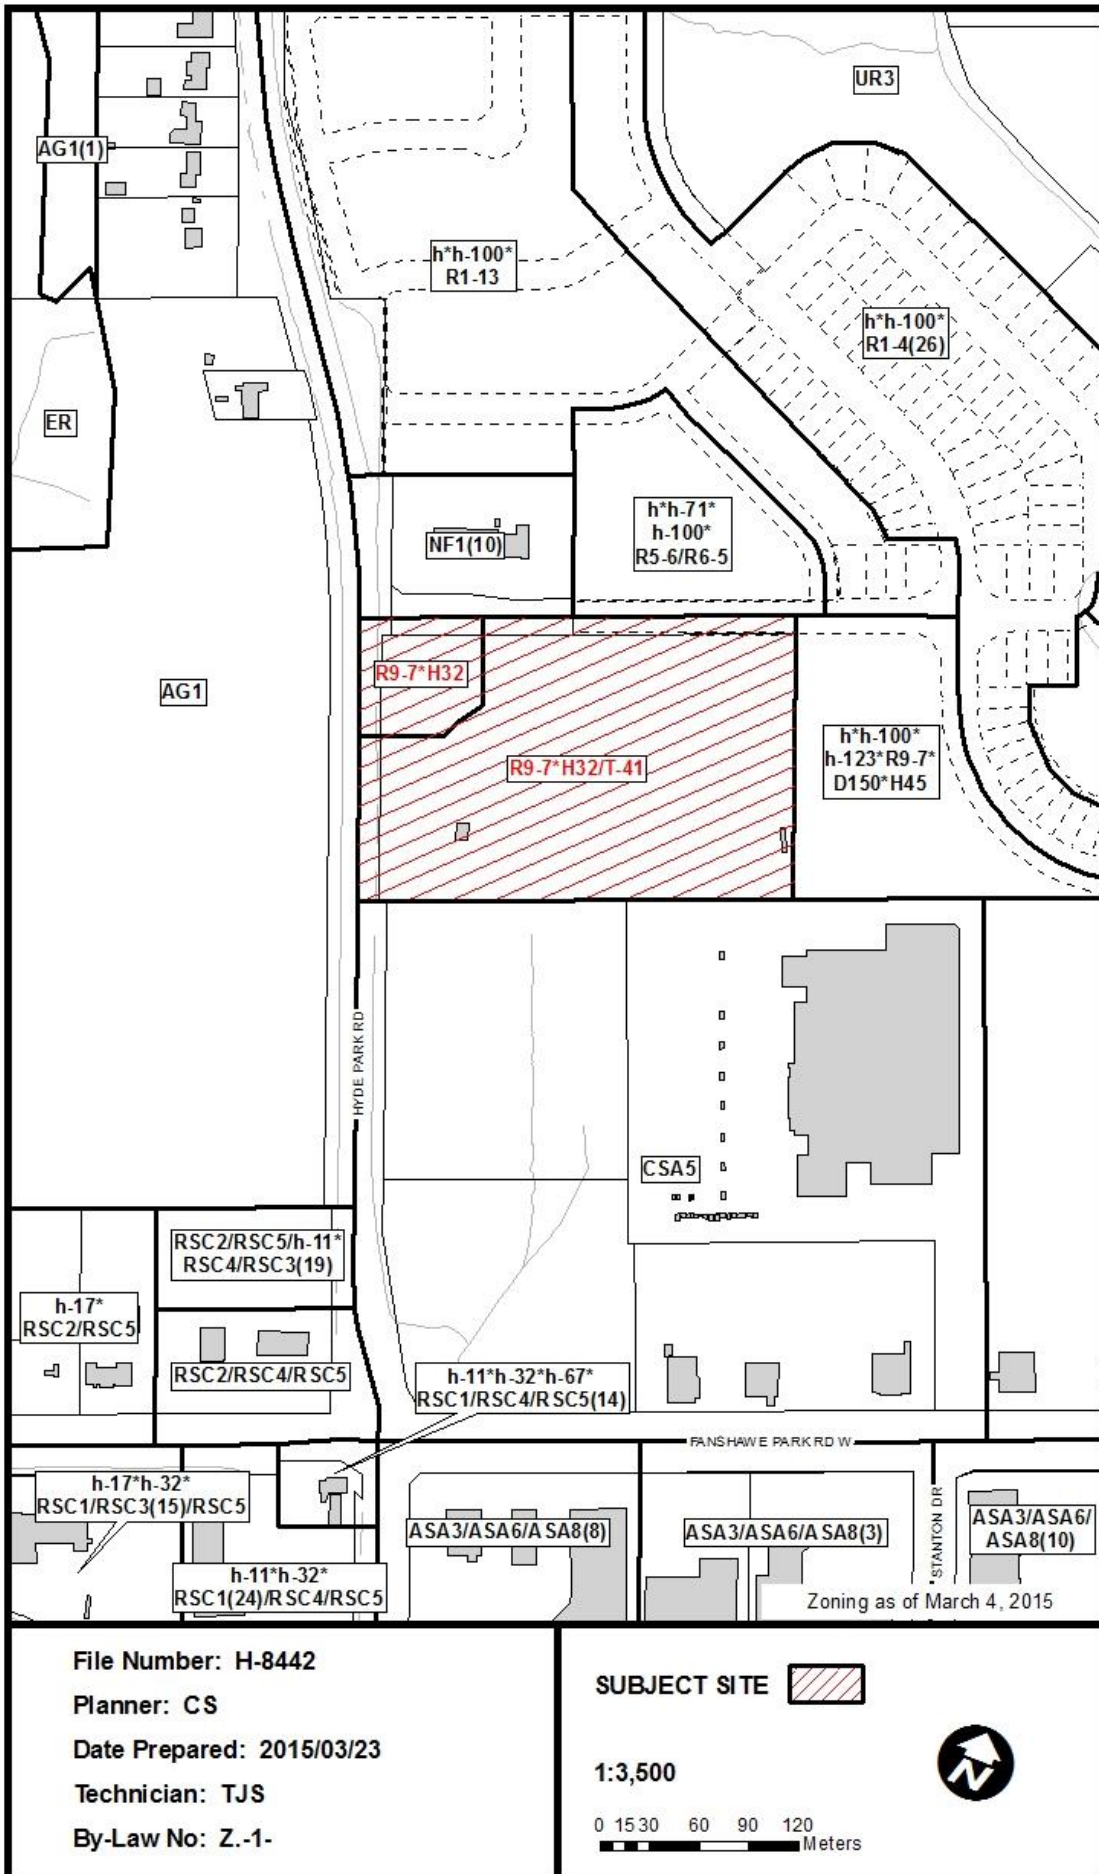 UR3
AG1(1)
h*h-100*
R1-13
h*h-100*
R1-4(26)
ER
h*h-71*
h-100*
R5-6/R6-5
NF1(10)
R9-7*H32
AG1
h*h-100*
h-123*R9-7*
D150*H45
R9-7*H32/T-41
HYDE PARK RD
CSA5
RSC2/RSC5/h-11*
RSC4/RSC3(19)
h-17*
RSC2/RSC5
RSC2/RSC4/RSC5
h-11*h-32*h-67*
RSC1/RSC4/RSC5(14)
FANSHAWE PARK RD W
h-17*h-32*
RSC1/RSC3(15)/RSC5
ASA3/ASA6/ASA8(8)
ASA3/ASA6/ASA8(3)
STANTON DR
ASA3/ASA6/
ASA8(10)
h-11*h-32*
RSC1(24)/RSC4/RSC5
Zoning as of March 4, 2015
File Number: H-8442
Planner: CS
Date Prepared: 2015/03/23
Technician: TJS
By-Law No: Z.-1-
SUBJECT SITE
1:3,500
N
0 15 30 60 90 120
Meters